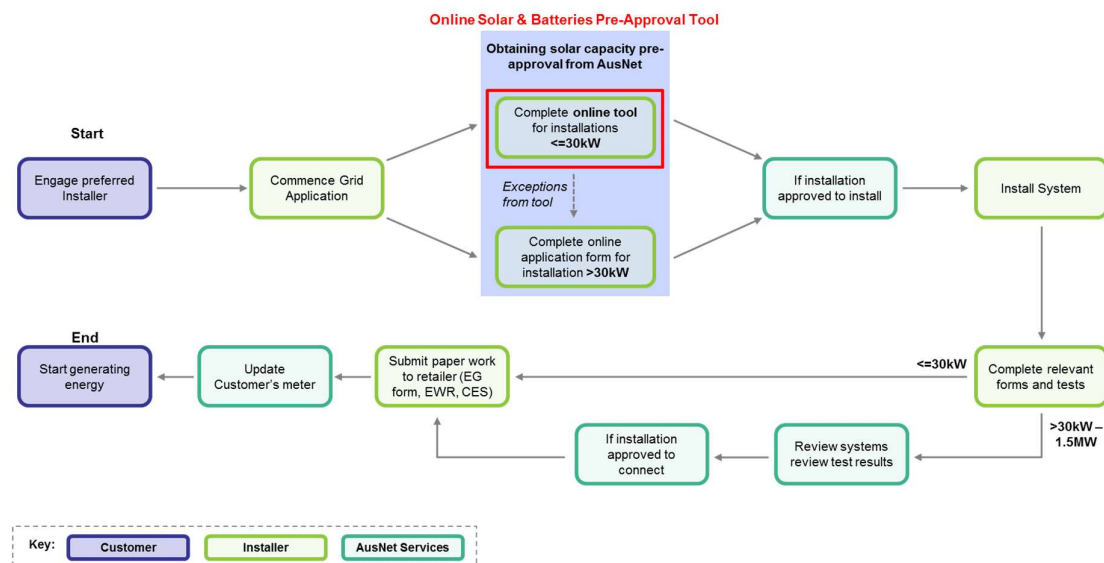 Online Solar & Batteries Pre-Approval Tool
Obtaining solar capacity pre-
approval from AusNet
Complete online tool
for installations
<=30kW
Start
Engage preferred
Installer
Commence Grid
Application
Exceptions
from tool
If installation
approved to install
Install System
Complete online
application form for
installation >30kW
End
Start generating
energy
Update
Customer's meter
Submit paper work
to retailer (EG
form, EWR, CES)
<=30kW
Complete relevant
forms and tests
>30kW –
1.5MW
If installation
approved to
connect
Review systems
review test results
Key:
Customer
Installer
AusNet Services